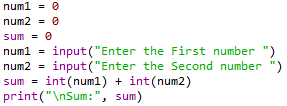 num1 = 0
num2 = 0
sum = 0
num1 = input("Enter the First number ")
num2 = input("Enter the Second number ")
sum = int(num1) + int(num2)
print("\nSum:", sum)